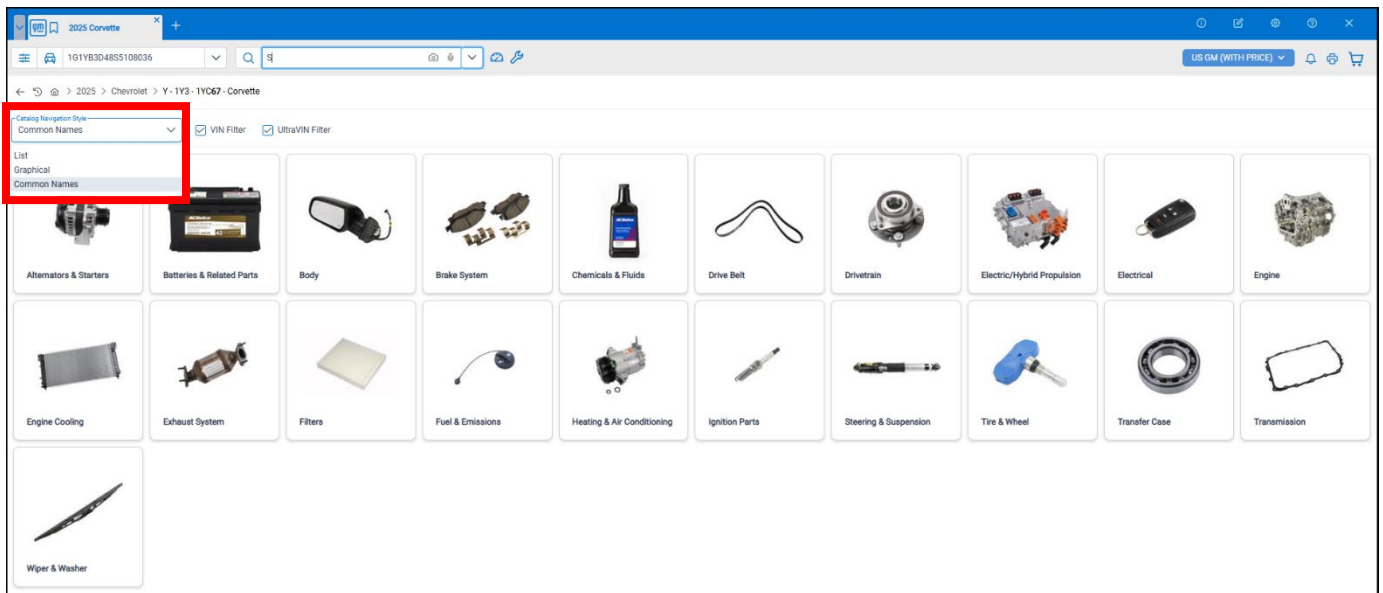 gm 2025 Corvette
1G1YB3D48S5108036 S US GM (WITH PRICE)
> 2025 > Chevrolet > Y - 1Y3 - 1YC67 - Corvette
Catalog Navigation Style
Common Names VIN Filter UltraVIN Filter
List
Graphical
Common Names
ACDelco
Alternators & Starters Batteries & Related Parts Body Brake System Chemicals & Fluids Drive Belt Drivetrain Electric/Hybrid Propulsion Electrical Engine
Engine Cooling Exhaust System Filters Fuel & Emissions Heating & Air Conditioning Ignition Parts Steering & Suspension Tire & Wheel Transfer Case Transmission
Wiper & Washer